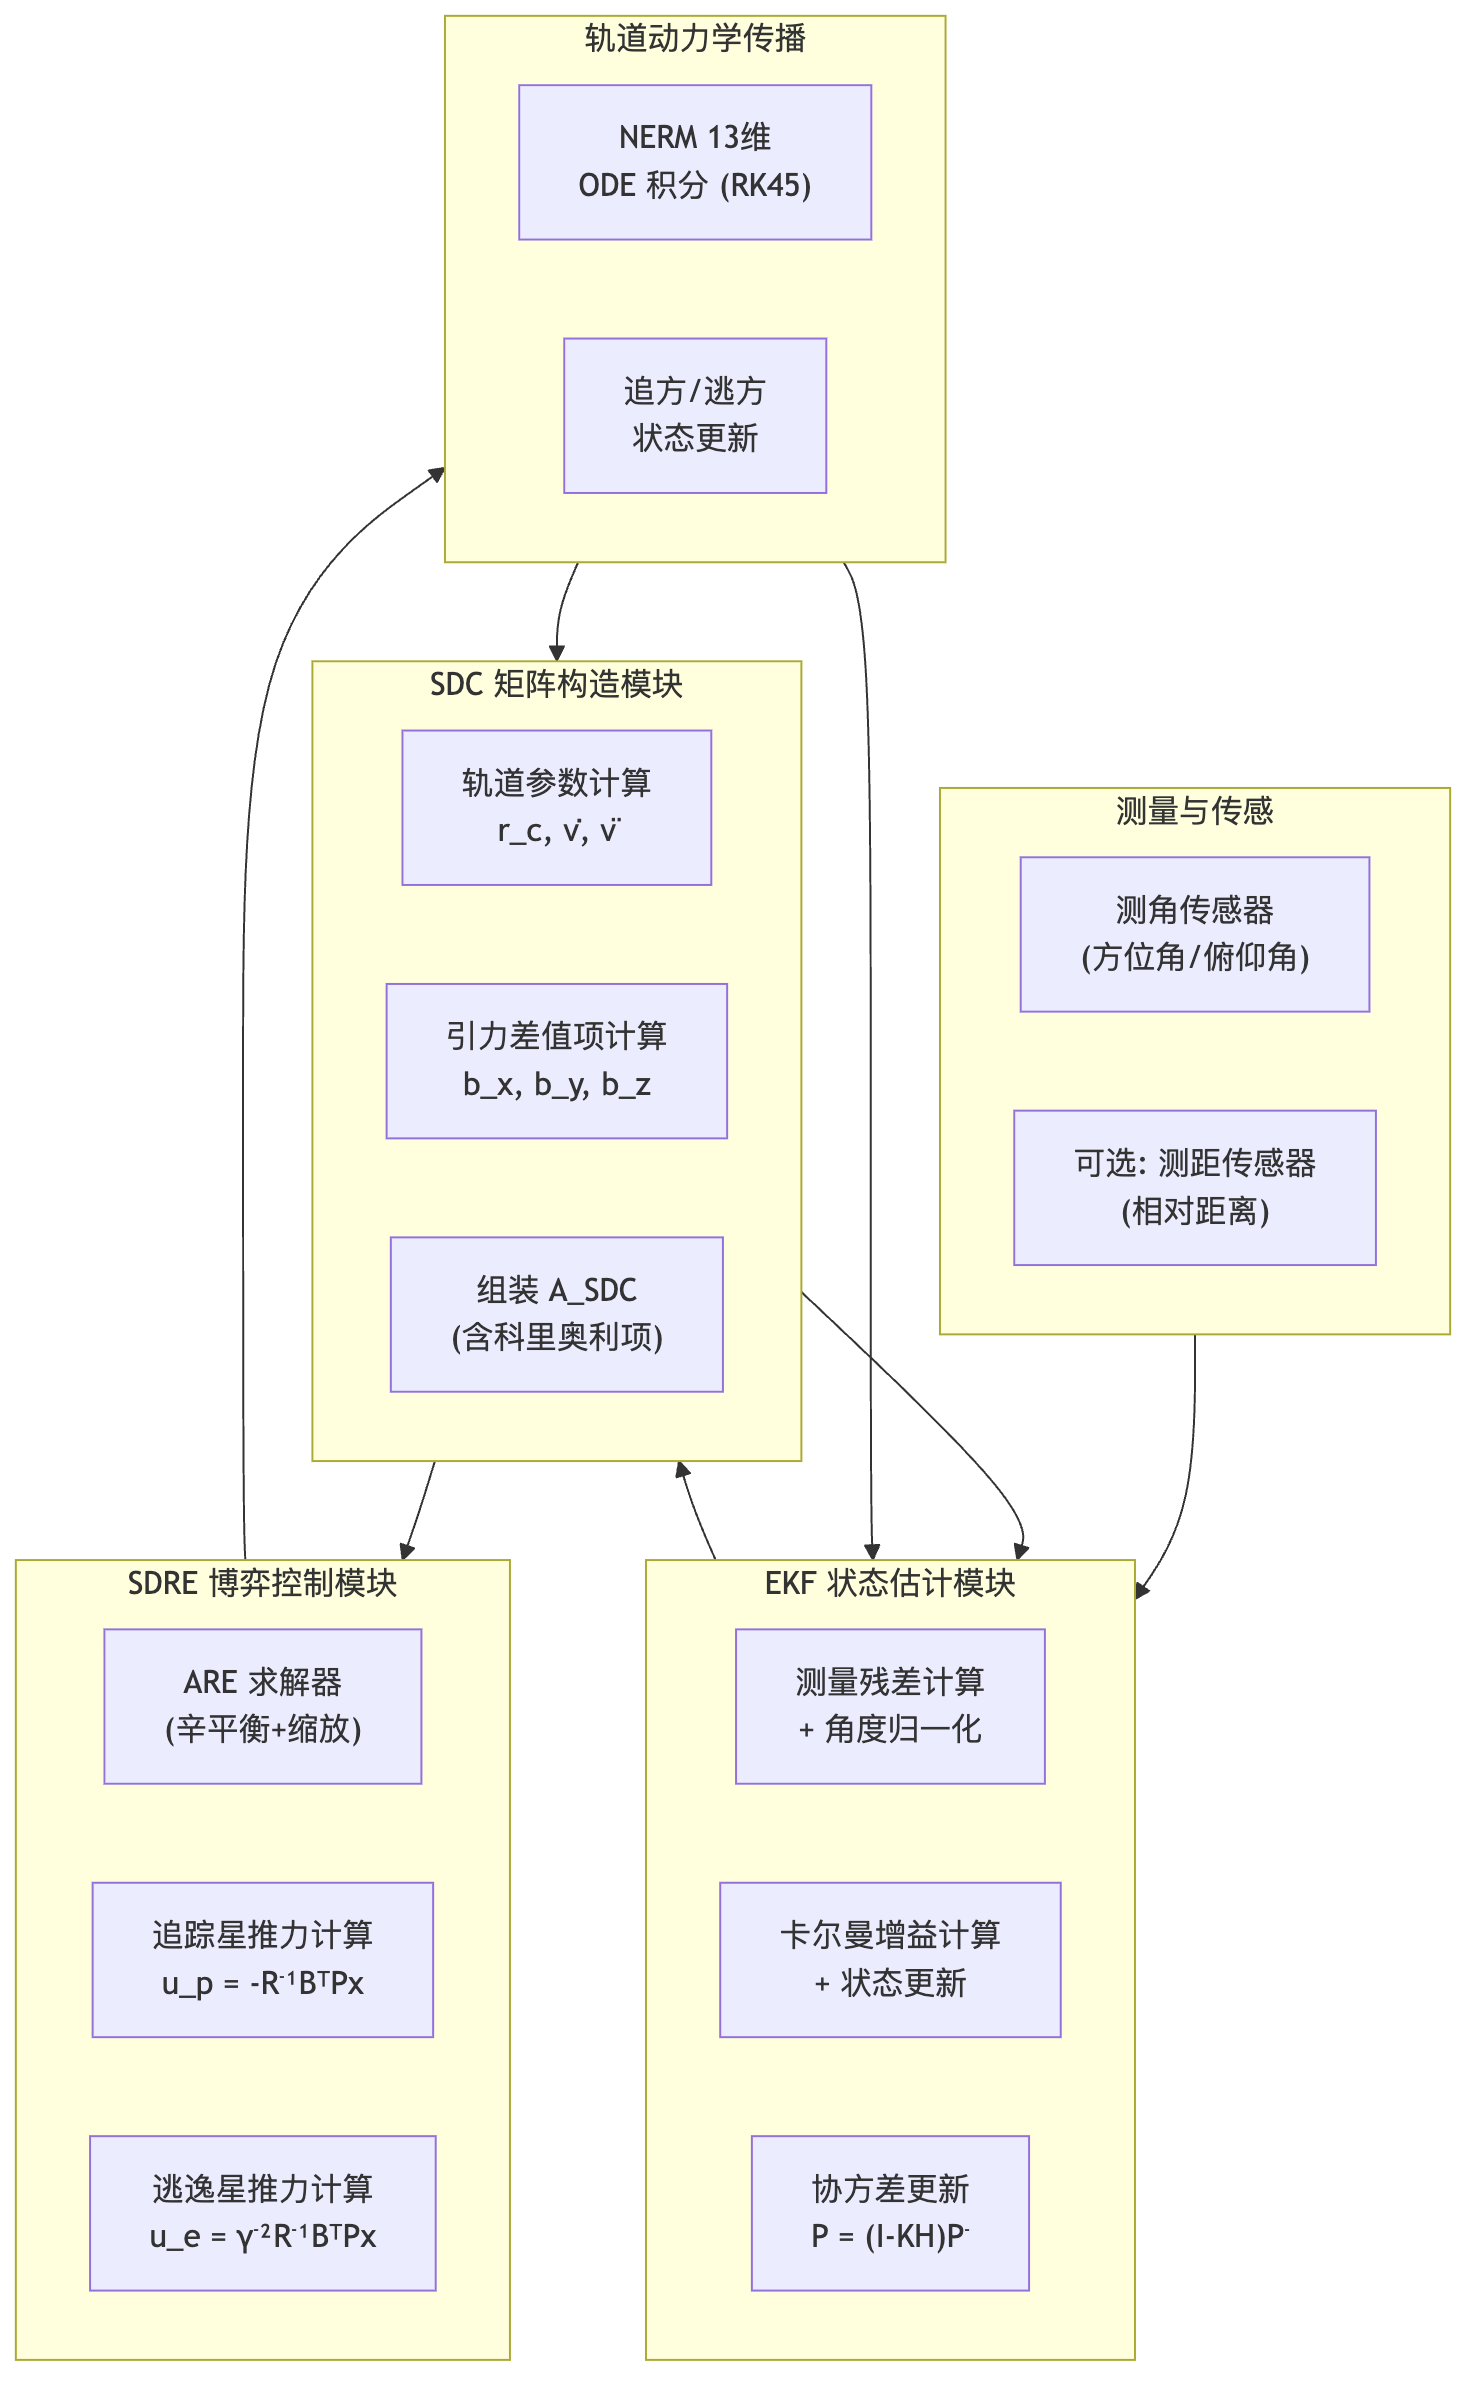 轨道动力学传播
NERM 13维
ODE 积分 (RK45)
追方/逃方
状态更新
SDC 矩阵构造模块
轨道参数计算
r_c, ν̇, ν̈
引力差值项计算
b_x, b_y, b_z
组装 A_SDC
(含科里奥利项)
测量与传感
测角传感器
(方位角/俯仰角)
可选: 测距传感器
(相对距离)
SDRE 博弈控制模块
ARE 求解器
(辛平衡+缩放)
追踪星推力计算
u_p = -R⁻¹BᵀPx
逃逸星推力计算
u_e = γ⁻²R⁻¹BᵀPx
EKF 状态估计模块
测量残差计算
+ 角度归一化
卡尔曼增益计算
+ 状态更新
协方差更新
P = (I-KH)P⁻